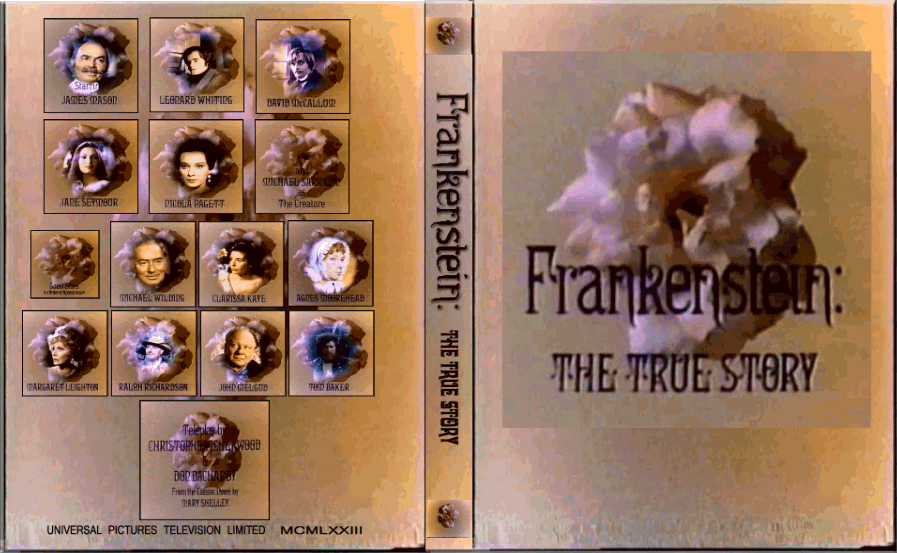 Starring
JAMES MASON
LEONARD WHITING
DAVID McCALLUM
JANE SEYMOUR
NICOLA PAGETT
and
MICHAEL SARRAZIN
as
The Creature
Guest Stars
MICHAEL WILDING
CLARISSA KAYE
AGNES MOOREHEAD
MARGARET LEIGHTON
RALPH RICHARDSON
JOHN GIELGUD
TOM BAKER
Teleplay by
CHRISTOPHER ISHERWOOD
DON BACHARDY
From the Classic Novel by
MARY SHELLEY
UNIVERSAL PICTURES TELEVISION LIMITED MCMLXXIII
Frankenstein: THE TRUE STORY
Frankenstein:
THE TRUE STORY